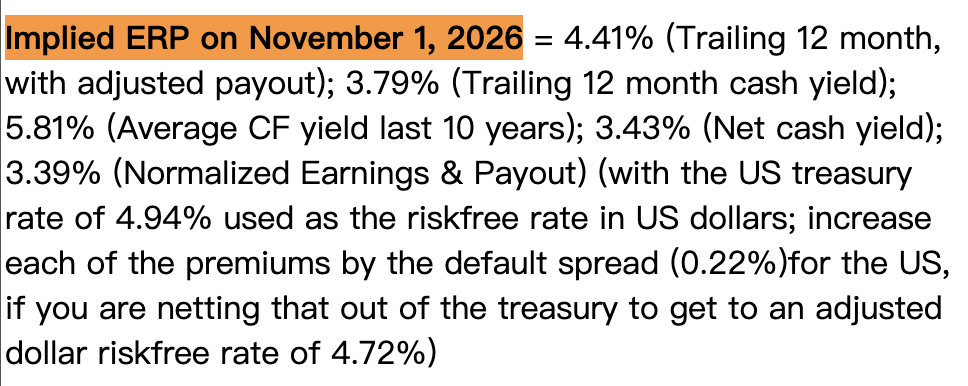 Implied ERP on November 1, 2026 = 4.41% (Trailing 12 month,
with adjusted payout); 3.79% (Trailing 12 month cash yield);
5.81% (Average CF yield last 10 years); 3.43% (Net cash yield);
3.39% (Normalized Earnings & Payout) (with the US treasury
rate of 4.94% used as the riskfree rate in US dollars; increase
each of the premiums by the default spread (0.22%)for the US,
if you are netting that out of the treasury to get to an adjusted
dollar riskfree rate of 4.72%)